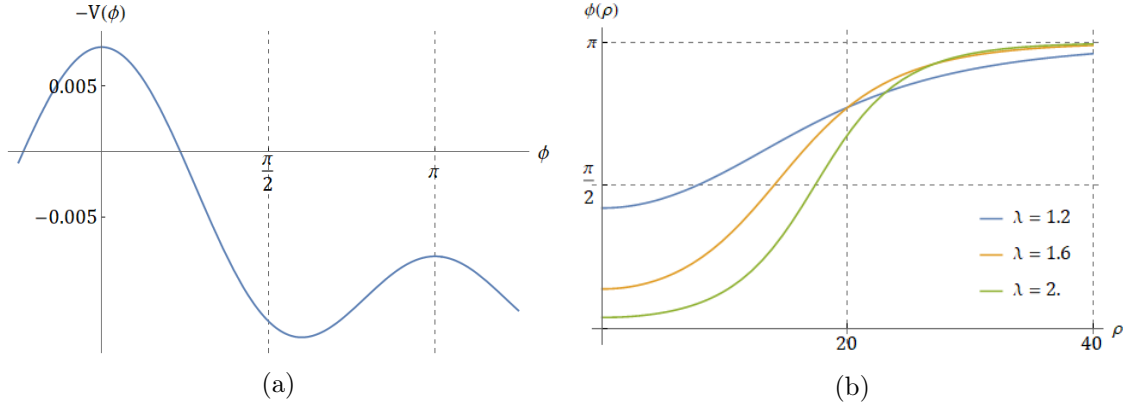 −V(ϕ)
0.005
−0.005
π/2
π
ϕ
(a)
ϕ(ρ)
π
π/2
λ = 1.2
λ = 1.6
λ = 2.
20
40
ρ
(b)